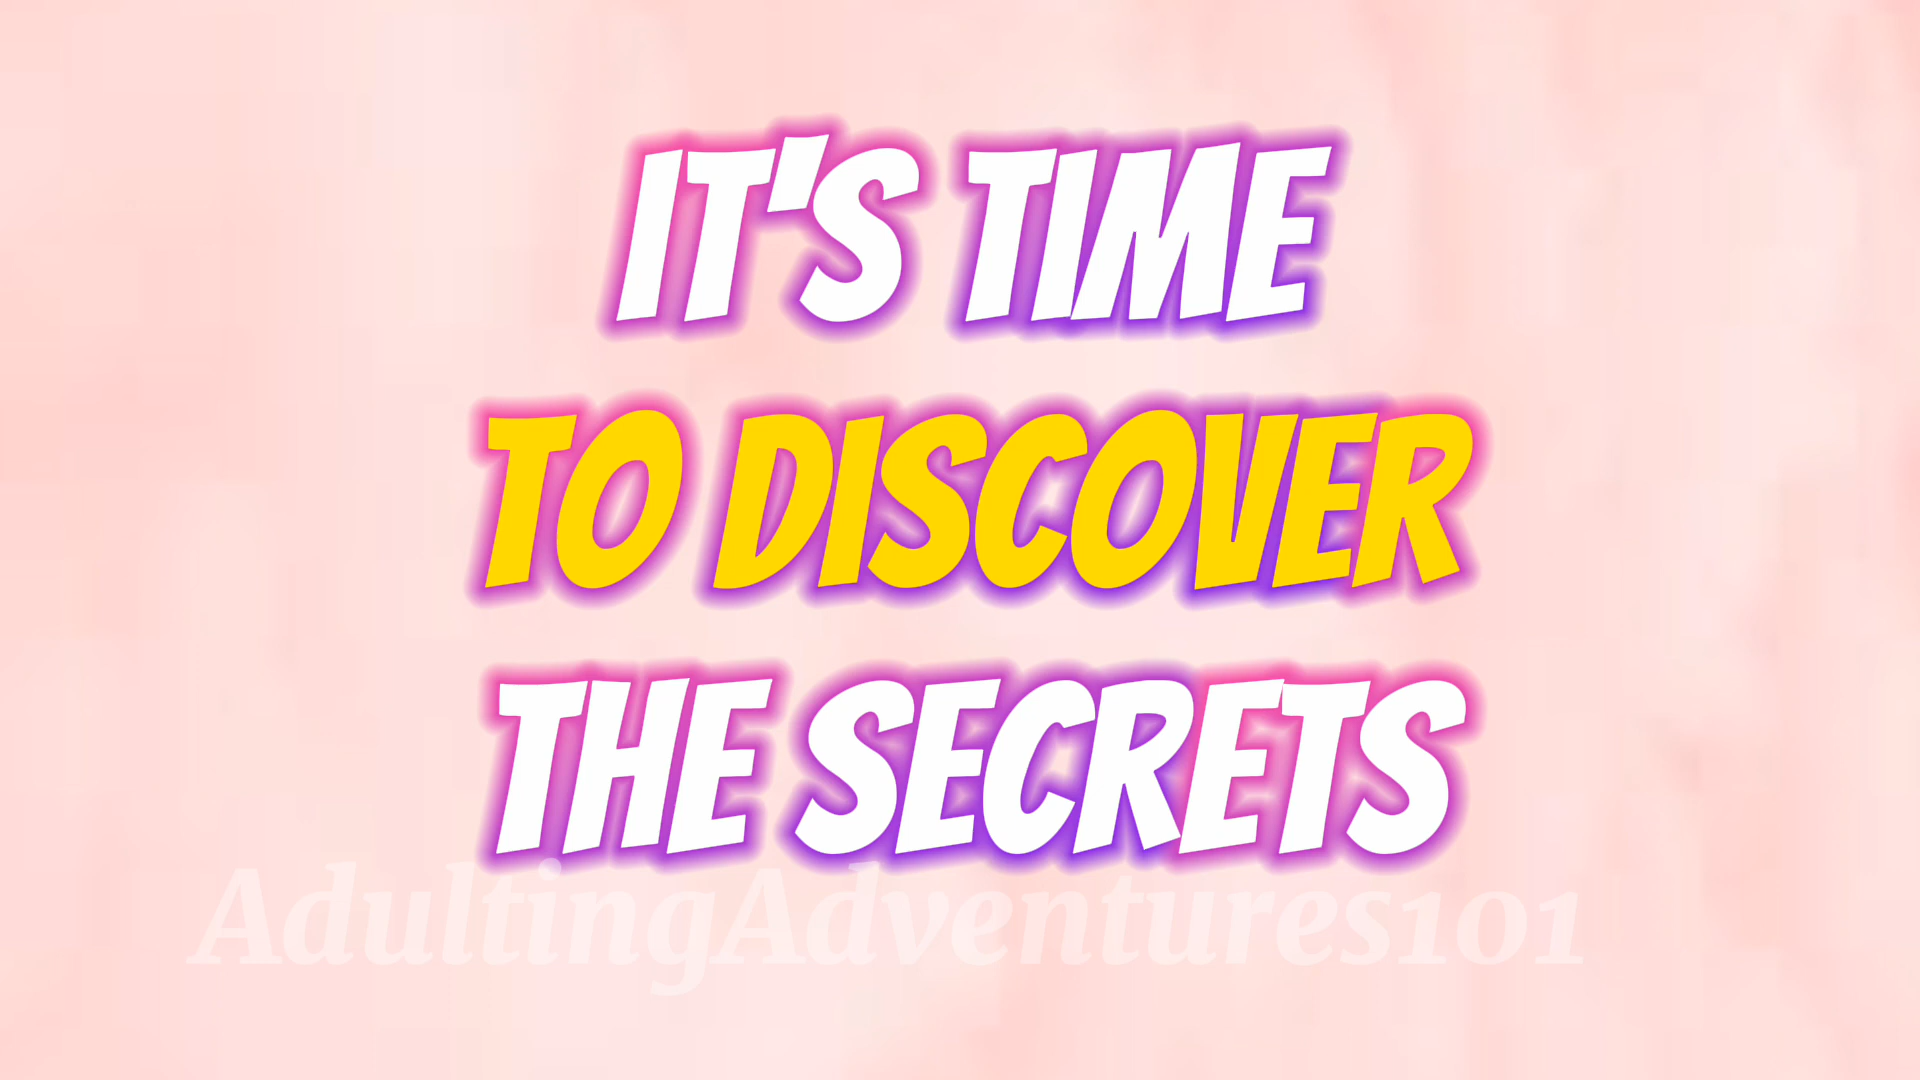 IT'S TIME
TO DISCOVER
THE SECRETS
AdultingAdventures101